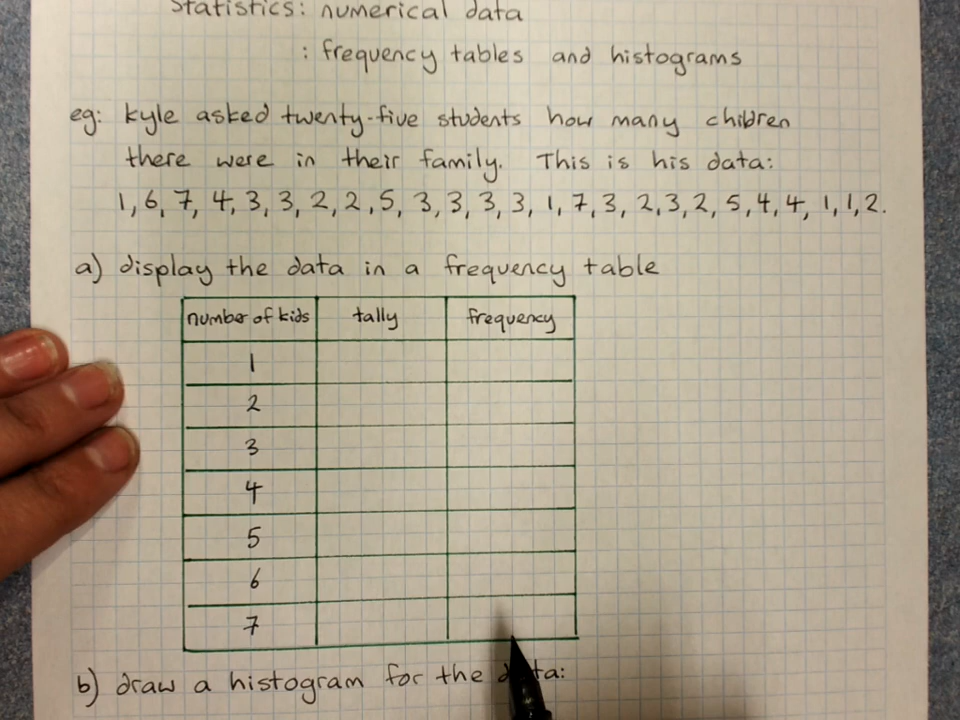 Statistics: numerical data
: frequency tables and histograms
eg: Kyle asked twenty-five students how many children
there were in their family. This is his data:
1, 6, 7, 4, 3, 3, 2, 2, 5, 3, 3, 3, 3, 1, 7, 3, 2, 3, 2, 5, 4, 4, 1, 1, 2.
a) display the data in a frequency table
number of kids tally frequency
1
2
3
4
5
6
7
b) draw a histogram for the data: